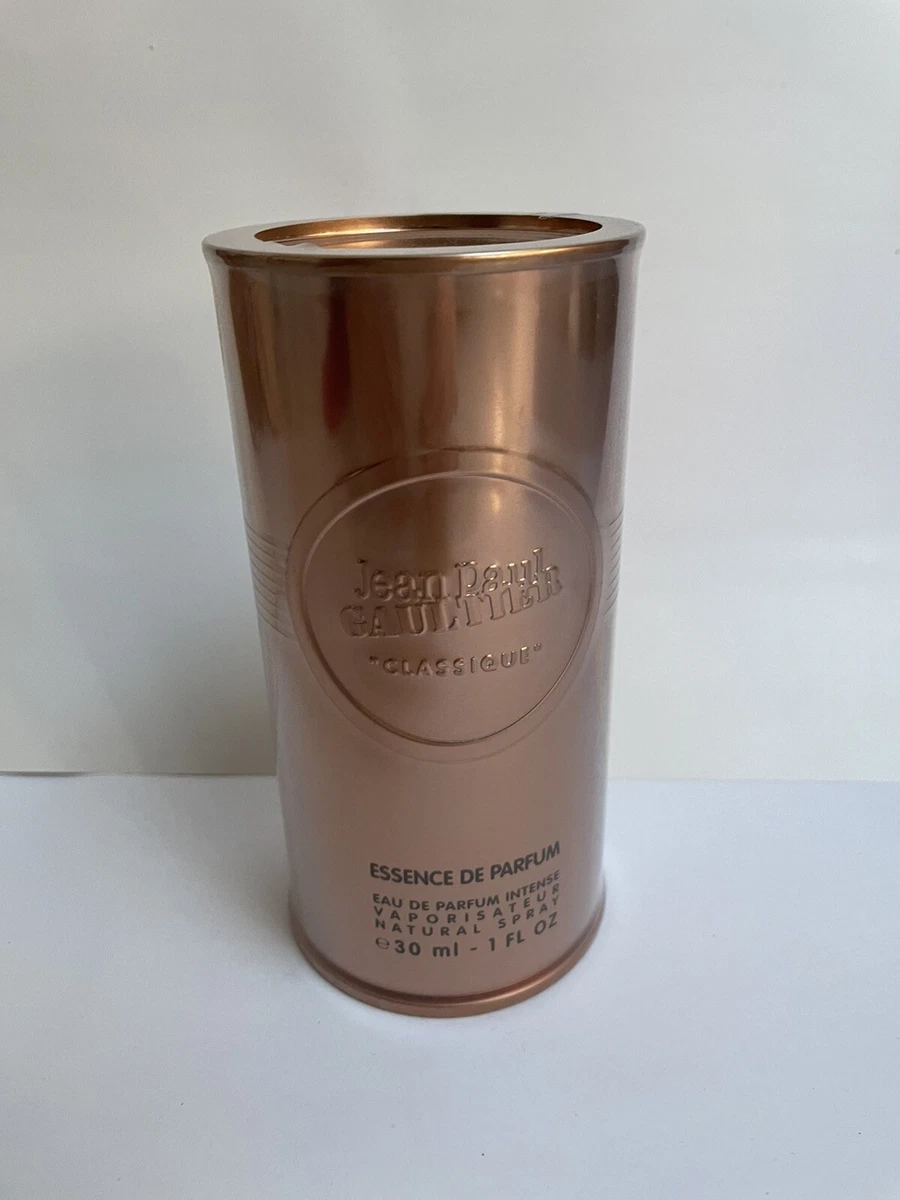 Jean Paul
GAULTIER
"CLASSIQUE"
ESSENCE DE PARFUM
EAU DE PARFUM INTENSE
VAPORISATEUR
NATURAL SPRAY
℮30 ml - 1 FL OZ